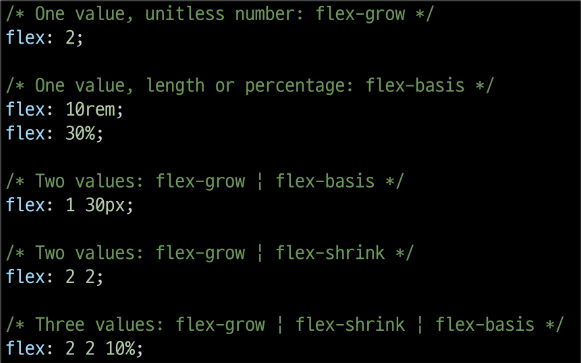 /* One value, unitless number: flex-grow */
flex: 2;
/* One value, length or percentage: flex-basis */
flex: 10rem;
flex: 30%;
/* Two values: flex-grow ¦ flex-basis */
flex: 1 30px;
/* Two values: flex-grow ¦ flex-shrink */
flex: 2 2;
/* Three values: flex-grow ¦ flex-shrink ¦ flex-basis */
flex: 2 2 10%;